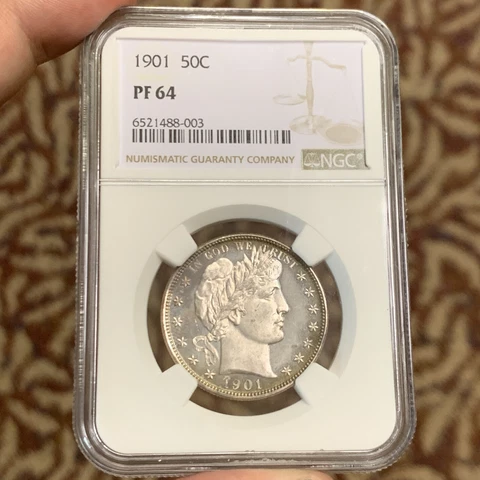 1901 50C
PF 64
6521488-003
NUMISMATIC GUARANTY COMPANY
NGC®
IN GOD WE TRUST
1901